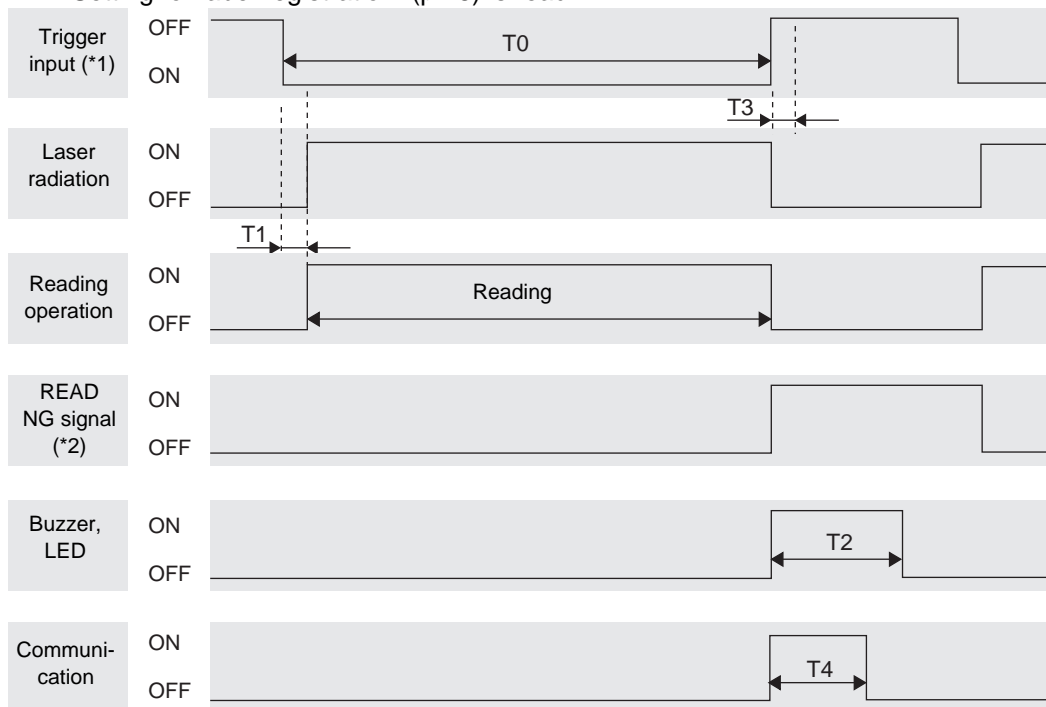 Trigger
input (*1)
OFF
ON
T0
T3
Laser
radiation
ON
OFF
T1
Reading
operation
ON
OFF
Reading
READ
NG signal
(*2)
ON
OFF
Buzzer,
LED
ON
OFF
T2
Communi-
cation
ON
OFF
T4